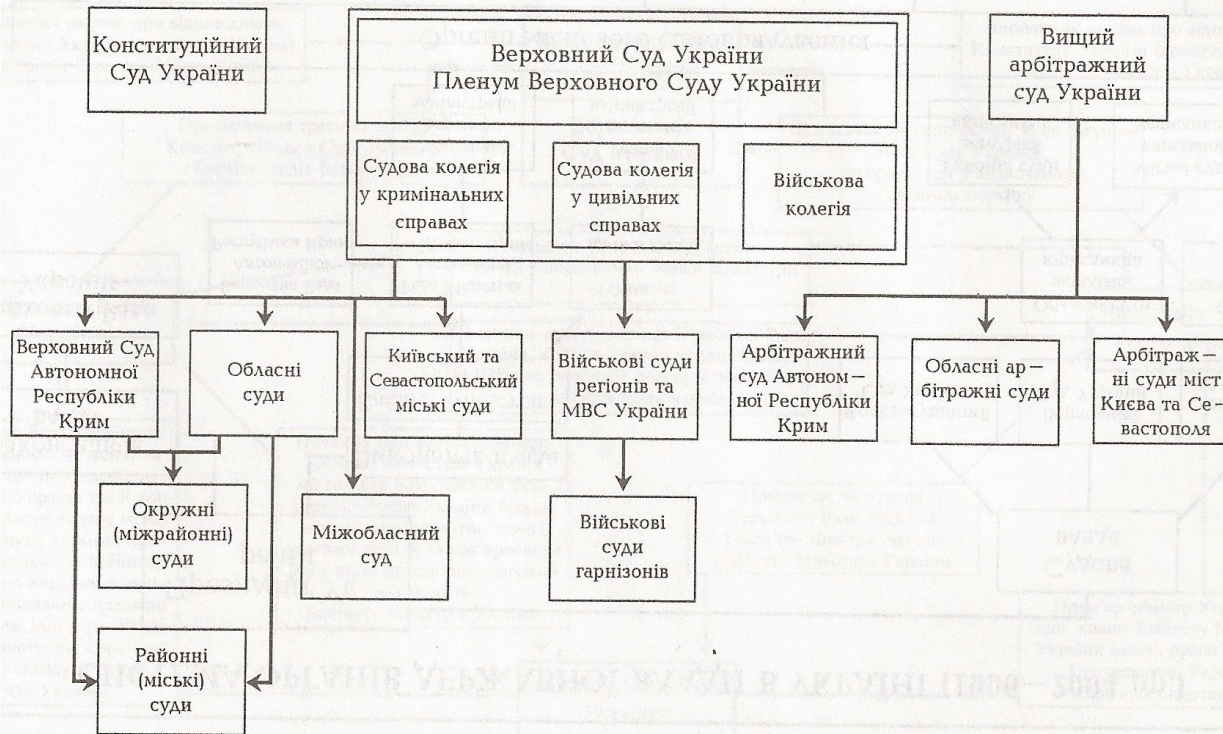 Конституційний
Суд України
Верховний Суд України
Пленум Верховного Суду України
Вищий
арбітражний
суд України
Судова колегія
у кримінальних
справах
Судова колегія
у цивільних
справах
Військова
колегія
Верховний Суд
Автономної
Республіки
Крим
Обласні
суди
Київський та
Севастопольський
міські суди
Військові суди
регіонів та
МВС України
Арбітражний
суд Автоном —
ної Республіки
Крим
Обласні ар —
бітражні суди
Арбітраж —
ні суди міст
Києва та Се —
вастополя
Окружні
(міжрайонні)
суди
Міжобласний
суд
Військові
суди
гарнізонів
Районні
(міські)
суди